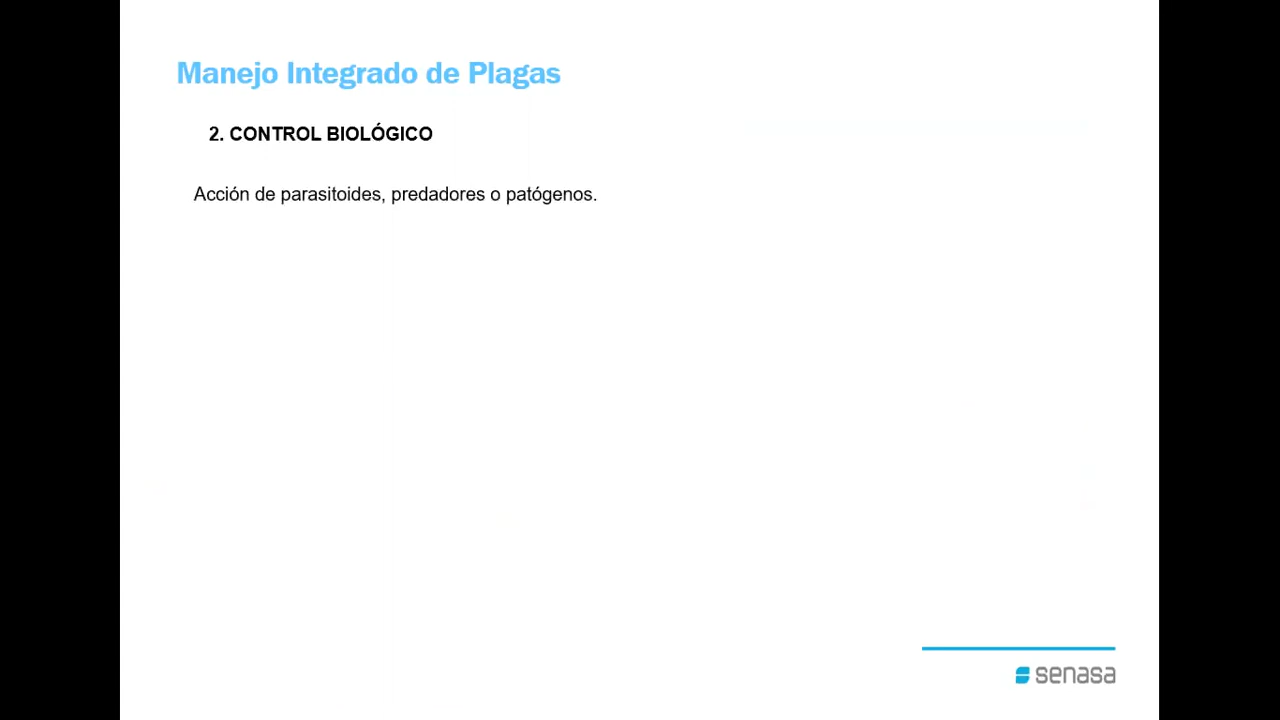 Manejo Integrado de Plagas
2. CONTROL BIOLÓGICO
Acción de parasitoides, predadores o patógenos.
senasa